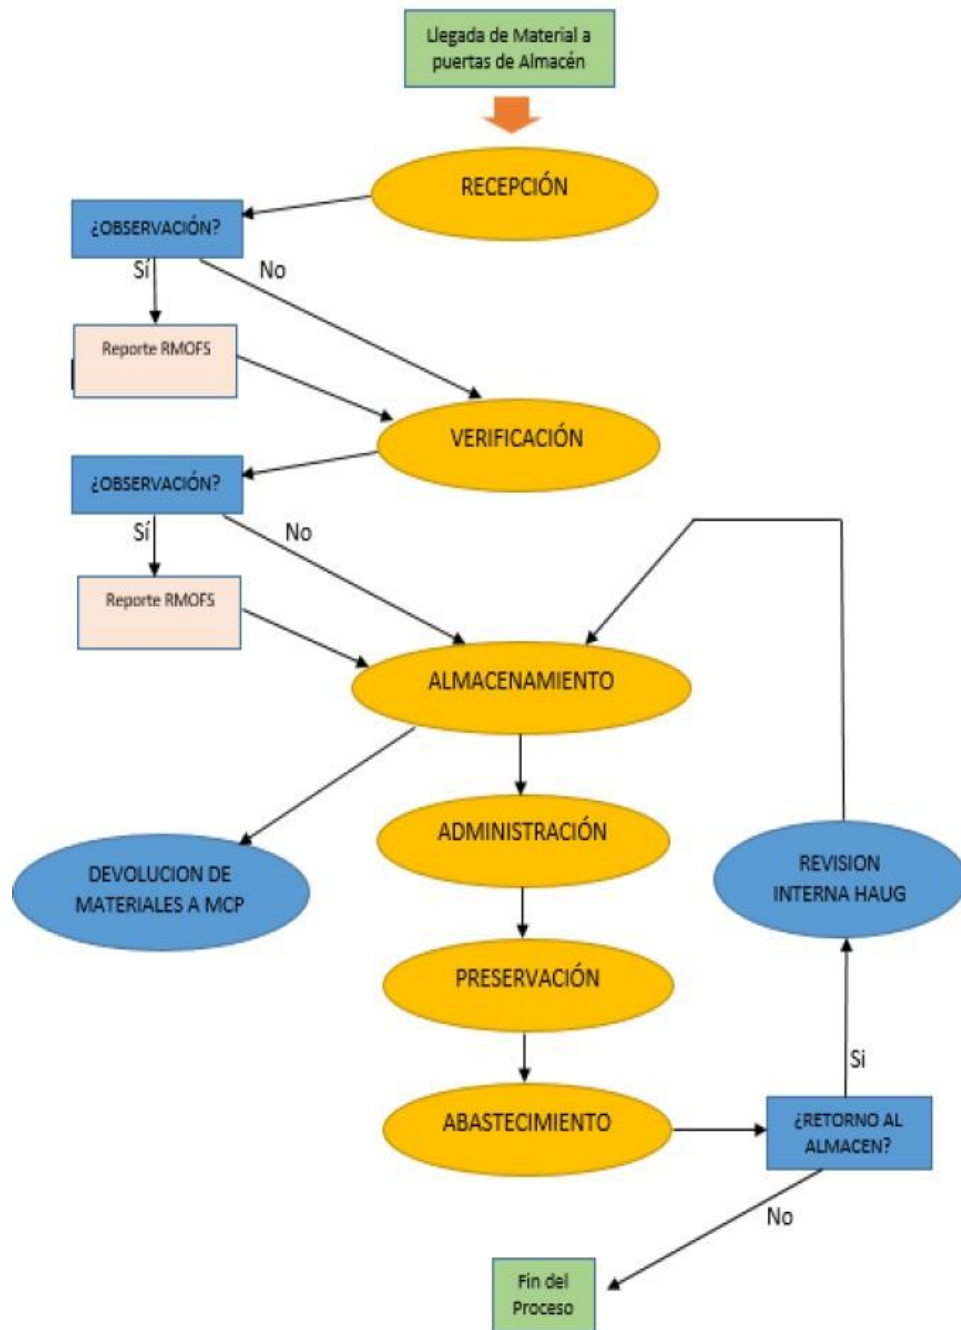 Llegada de Material a
puertas de Almacén
RECEPCIÓN
¿OBSERVACIÓN?
Sí
No
Reporte RMOFS
VERIFICACIÓN
¿OBSERVACIÓN?
Sí
No
Reporte RMOFS
ALMACENAMIENTO
ADMINISTRACIÓN
DEVOLUCION DE
MATERIALES A MCP
REVISION
INTERNA HAUG
PRESERVACIÓN
Si
ABASTECIMIENTO
¿RETORNO AL
ALMACEN?
No
Fin del
Proceso